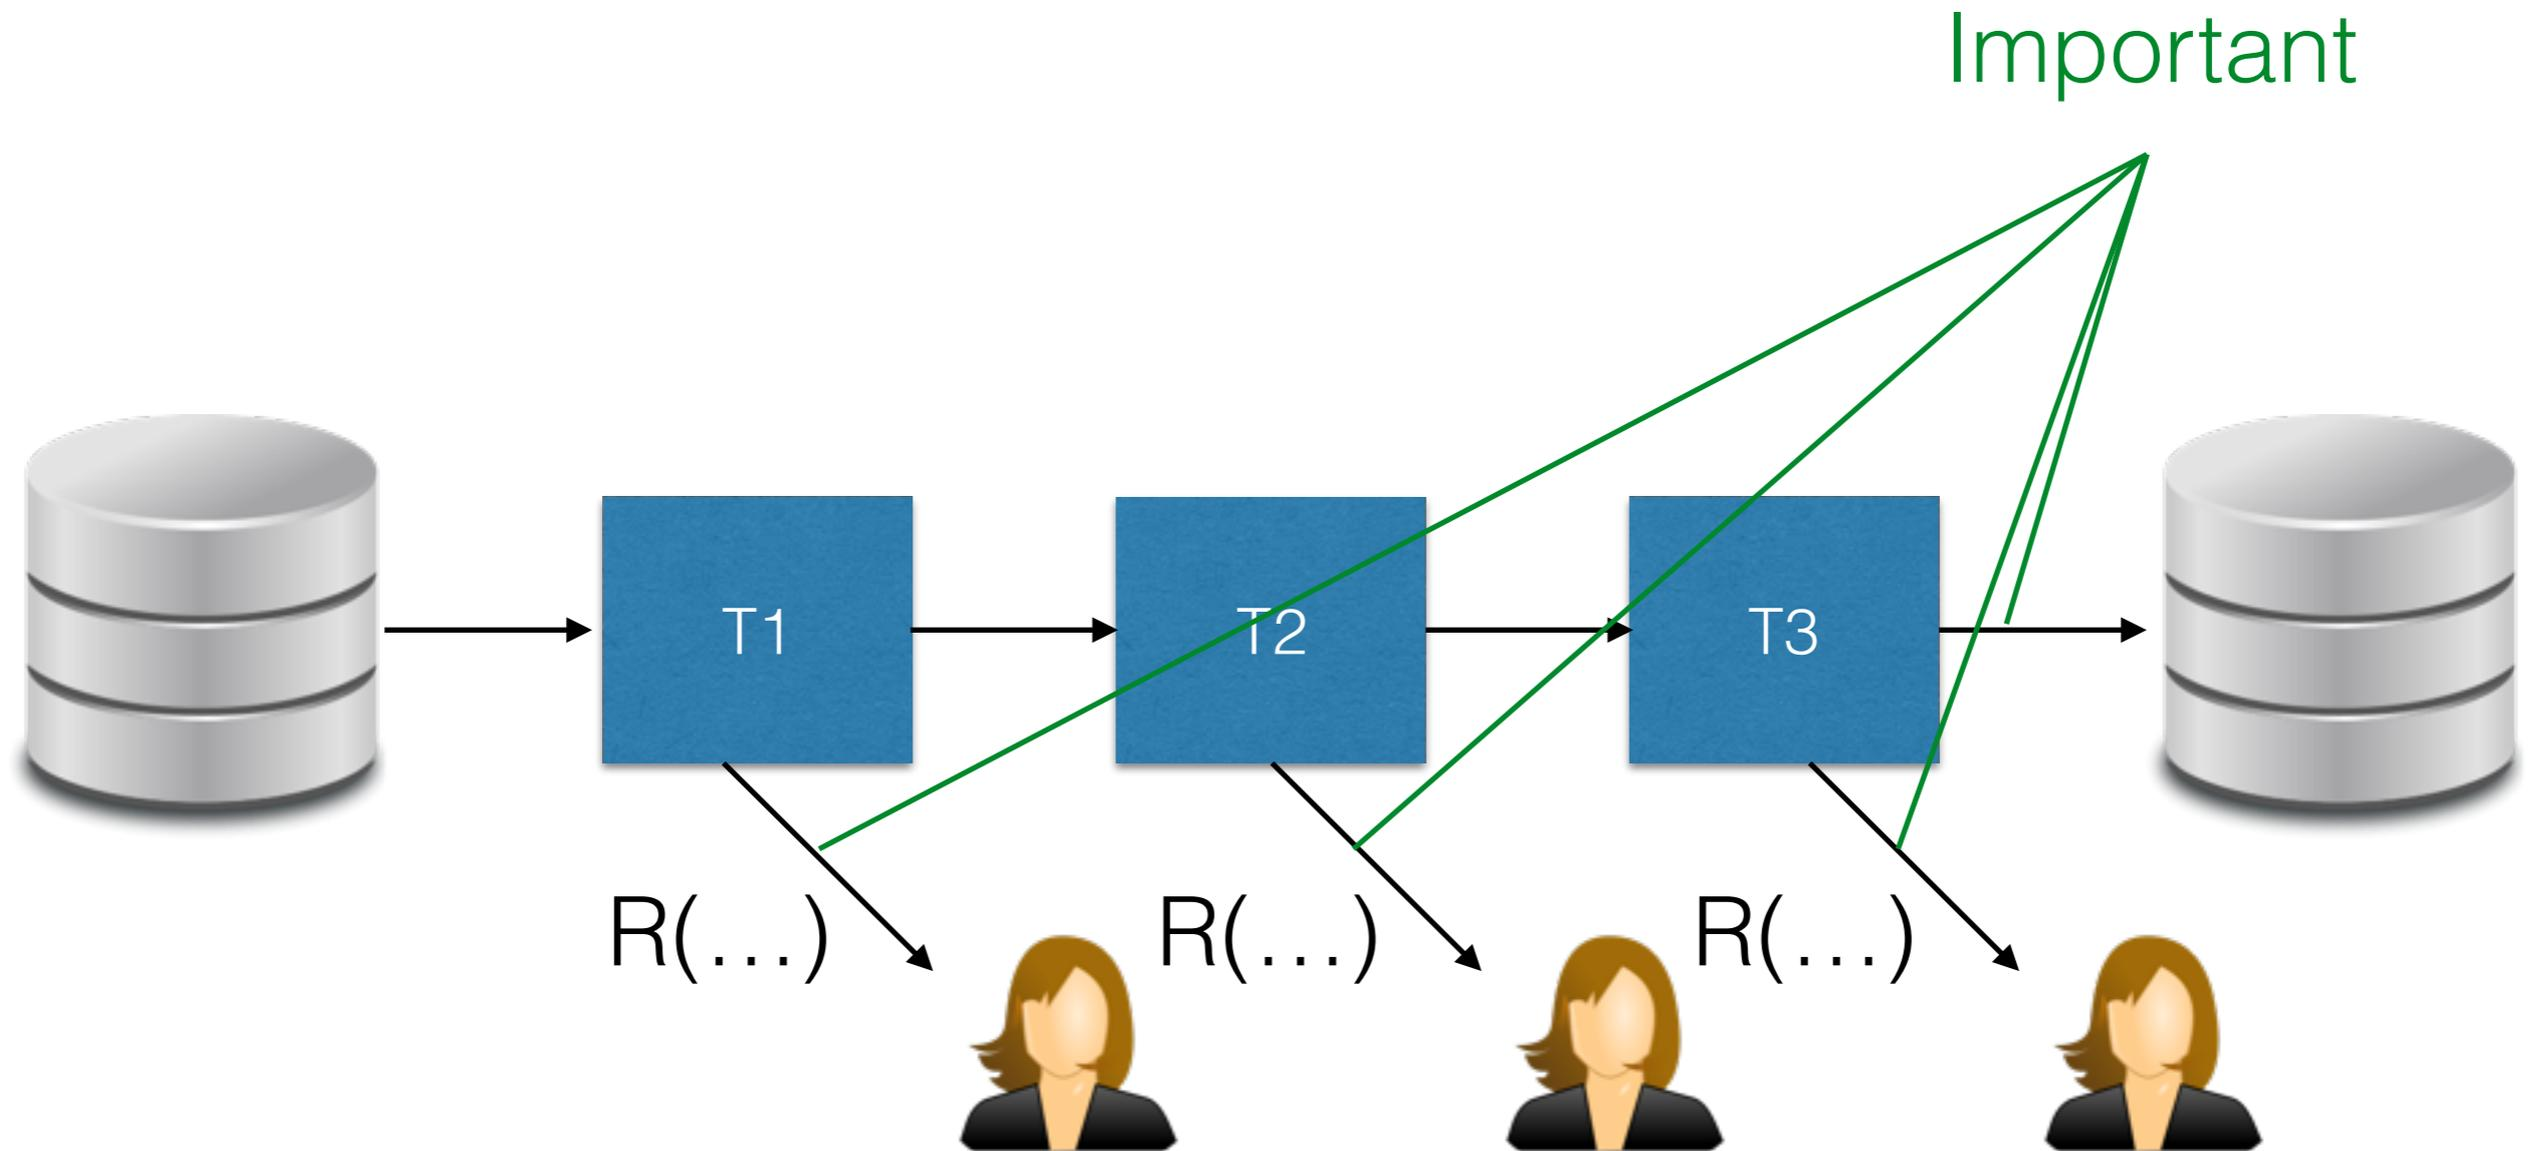 Important
T1
T2
T3
R(…)
R(…)
R(…)